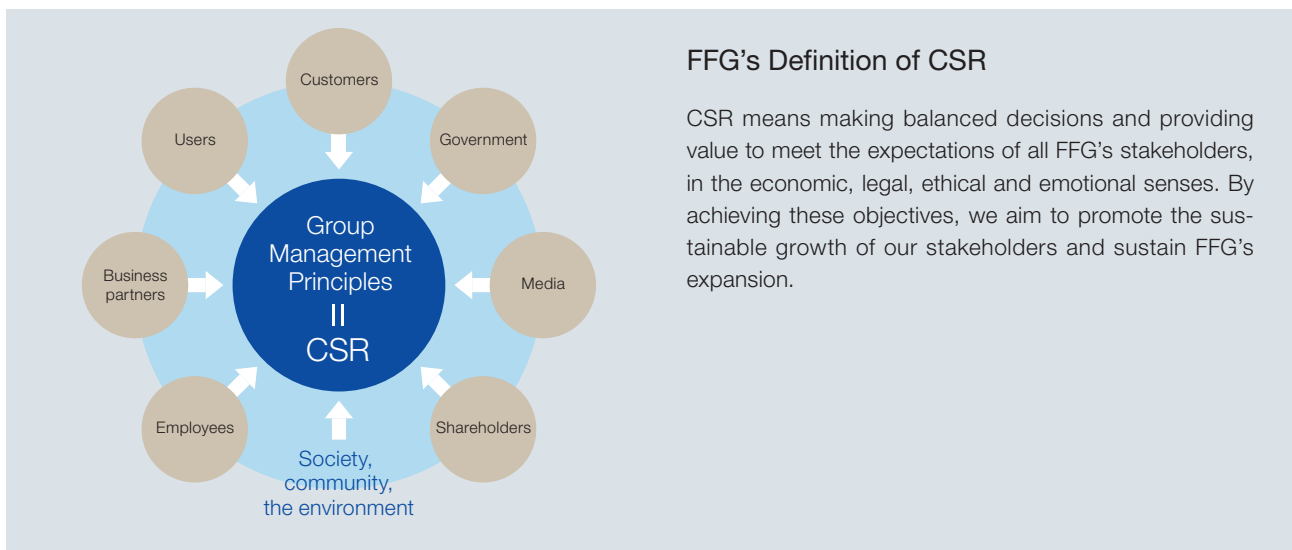 Customers
Users
Government
Group
Management
Principles
=
CSR
Business
partners
Media
Employees
Shareholders
Society,
community,
the environment
FFG’s Definition of CSR
CSR means making balanced decisions and providing
value to meet the expectations of all FFG’s stakeholders,
in the economic, legal, ethical and emotional senses. By
achieving these objectives, we aim to promote the sus-
tainable growth of our stakeholders and sustain FFG’s
expansion.